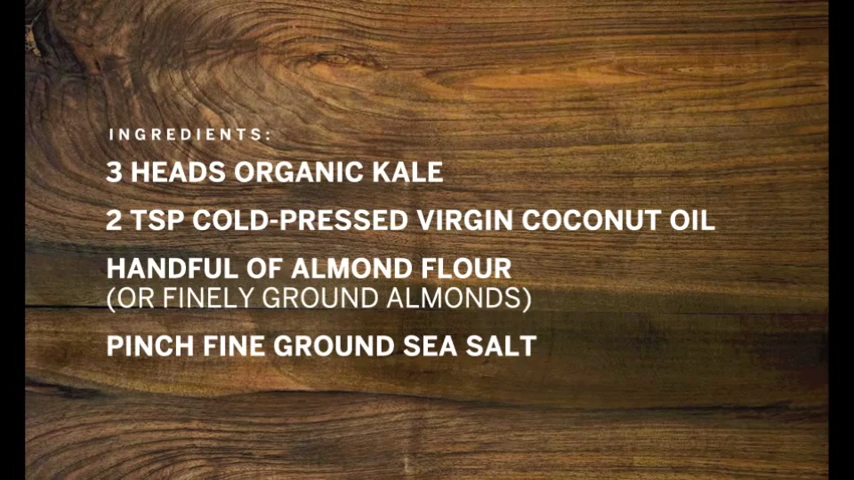 INGREDIENTS:
3 HEADS ORGANIC KALE
2 TSP COLD-PRESSED VIRGIN COCONUT OIL
HANDFUL OF ALMOND FLOUR
(OR FINELY GROUND ALMONDS)
PINCH FINE GROUND SEA SALT